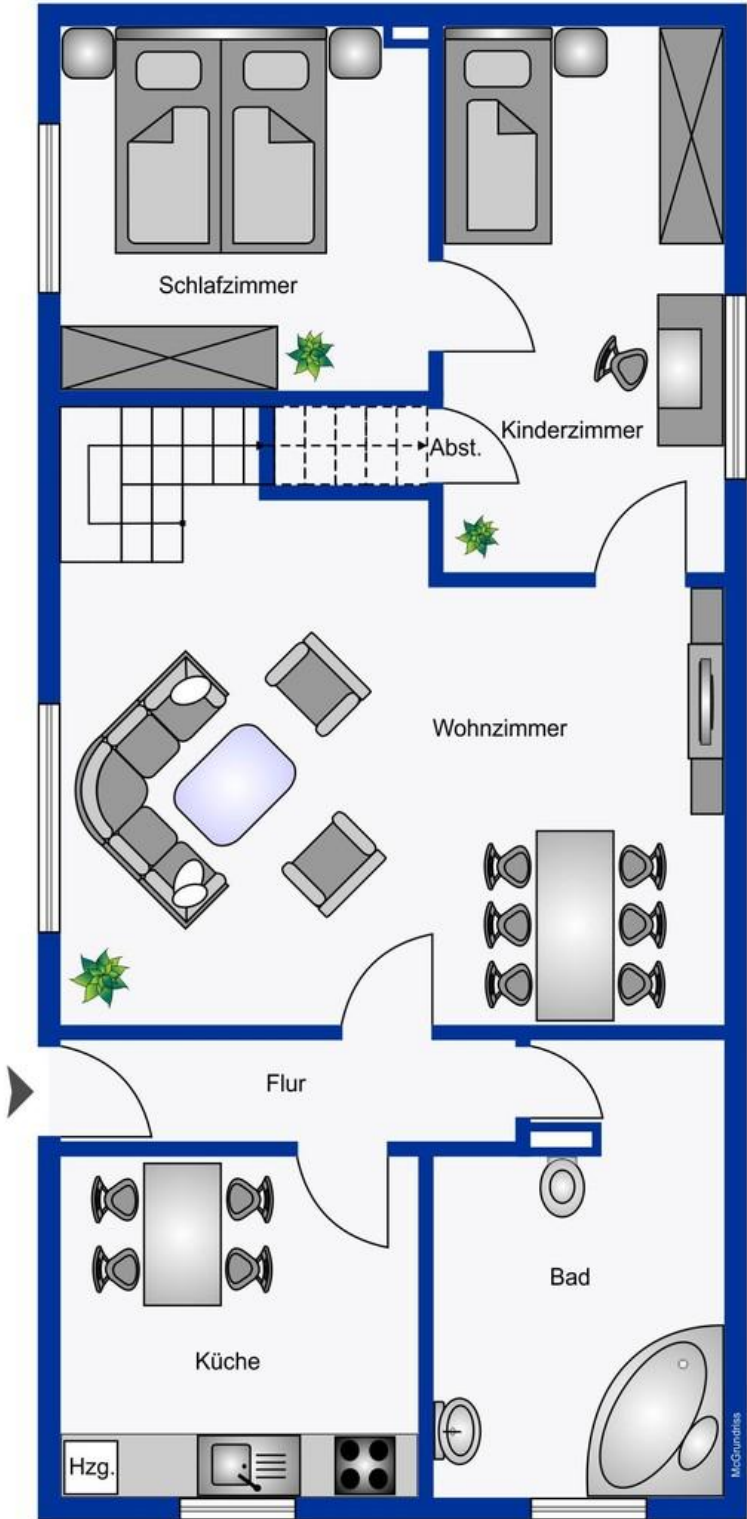 Schlafzimmer
Kinderzimmer
Abst.
Wohnzimmer
Flur
Bad
Küche
Hzg.
McGrundriss